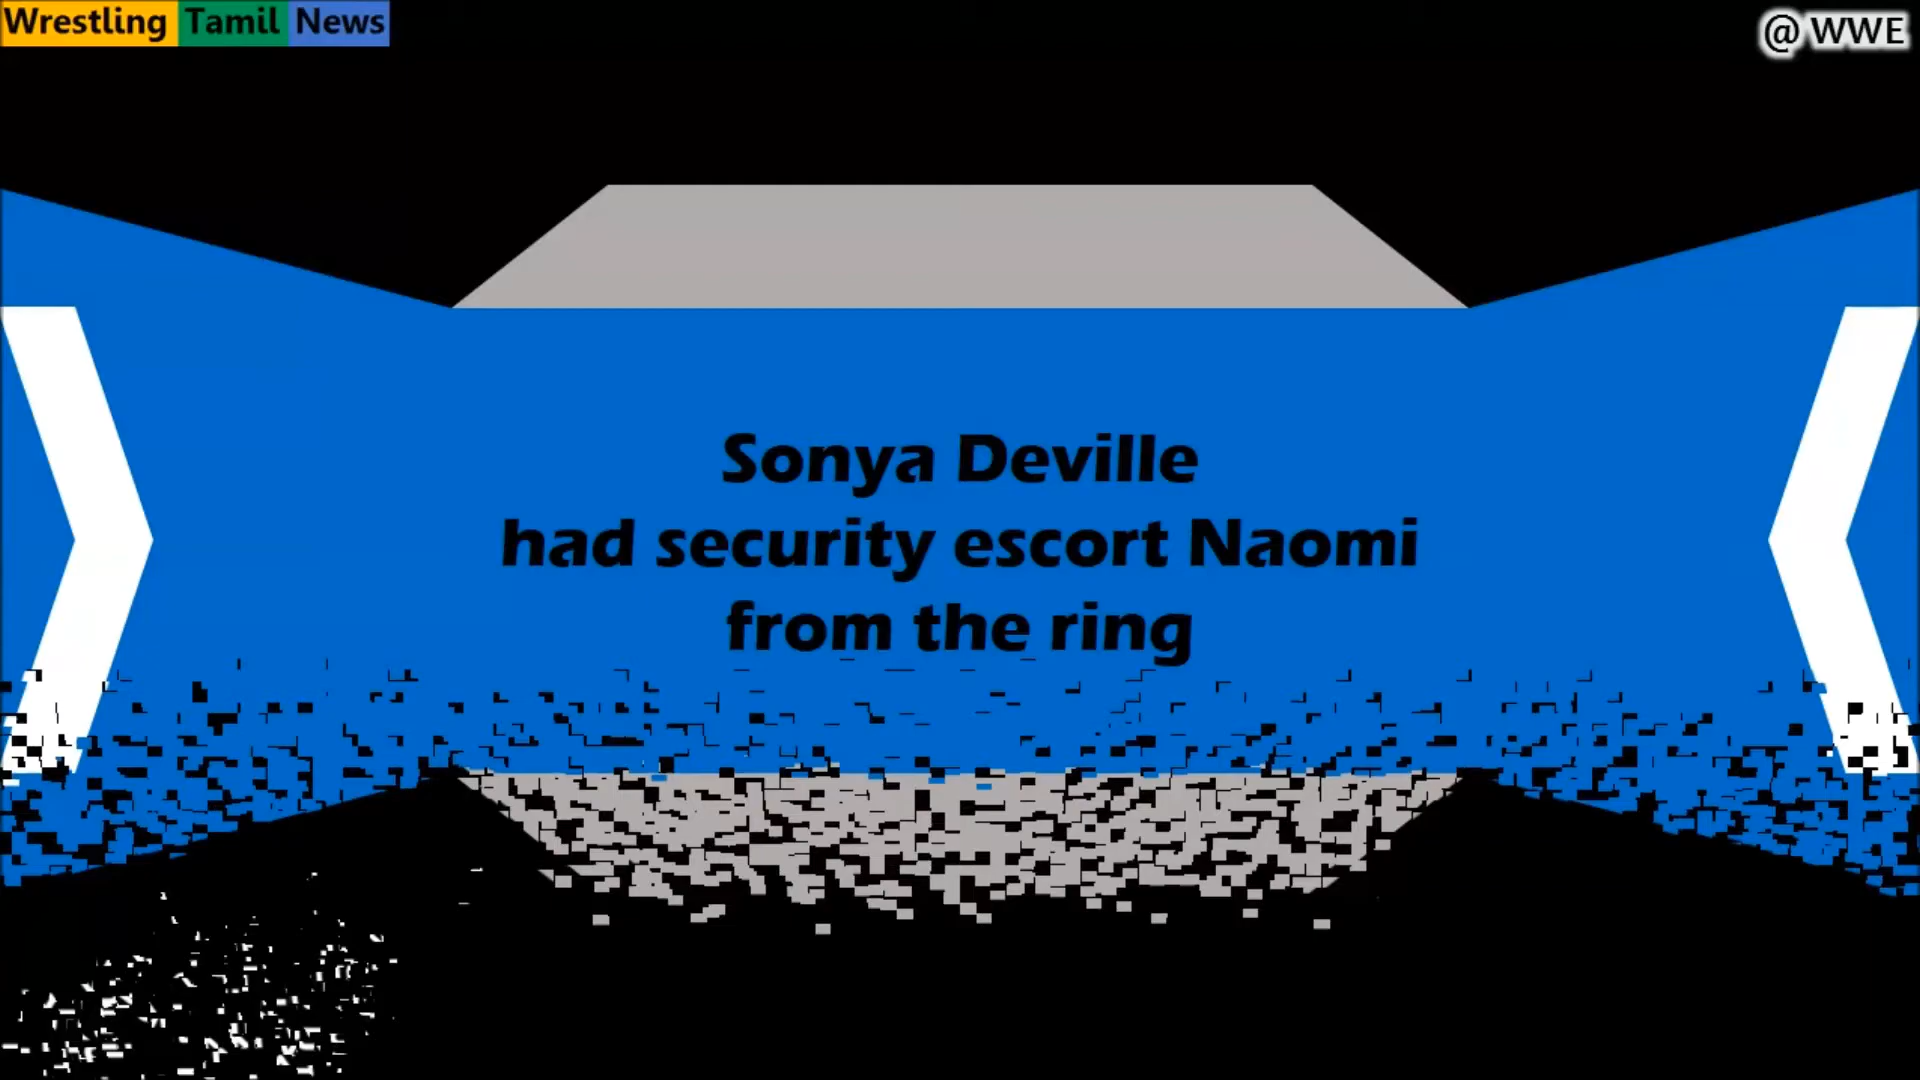 Wrestling Tamil News
@ WWE
Sonya Deville
had security escort Naomi
from the ring